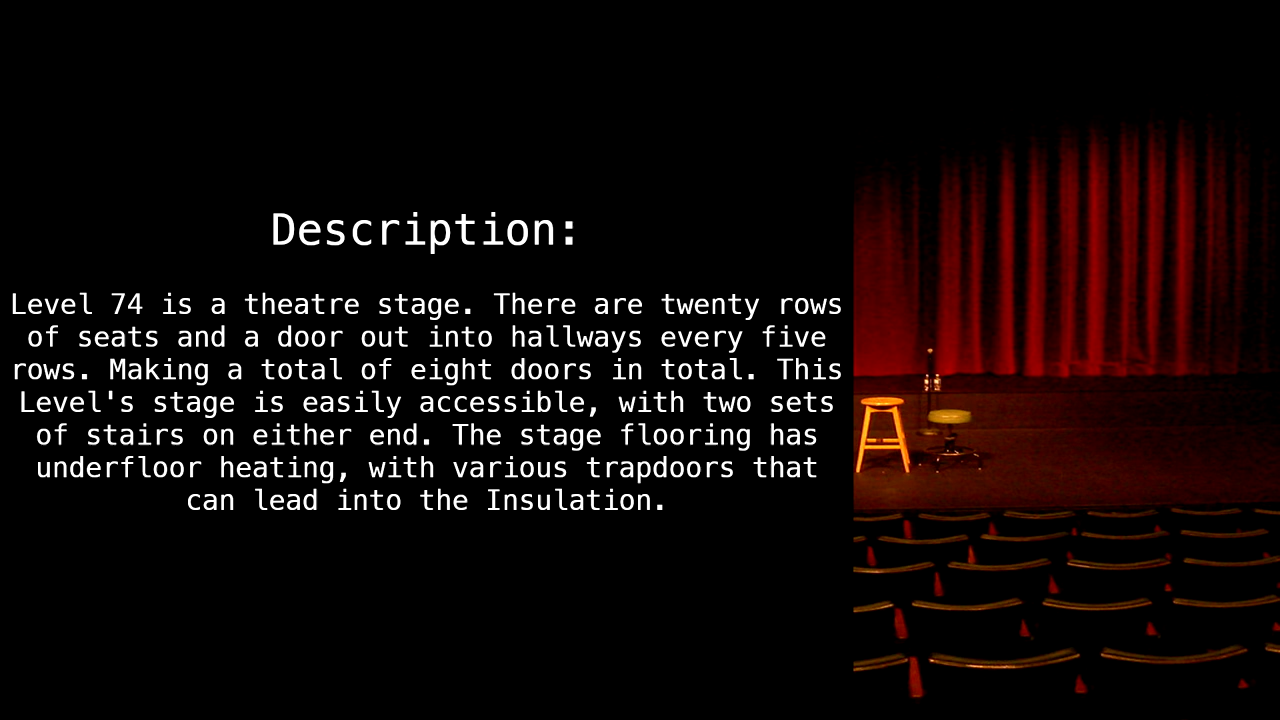 Description:
Level 74 is a theatre stage. There are twenty rows
of seats and a door out into hallways every five
rows. Making a total of eight doors in total. This
Level's stage is easily accessible, with two sets
of stairs on either end. The stage flooring has
underfloor heating, with various trapdoors that
can lead into the Insulation.